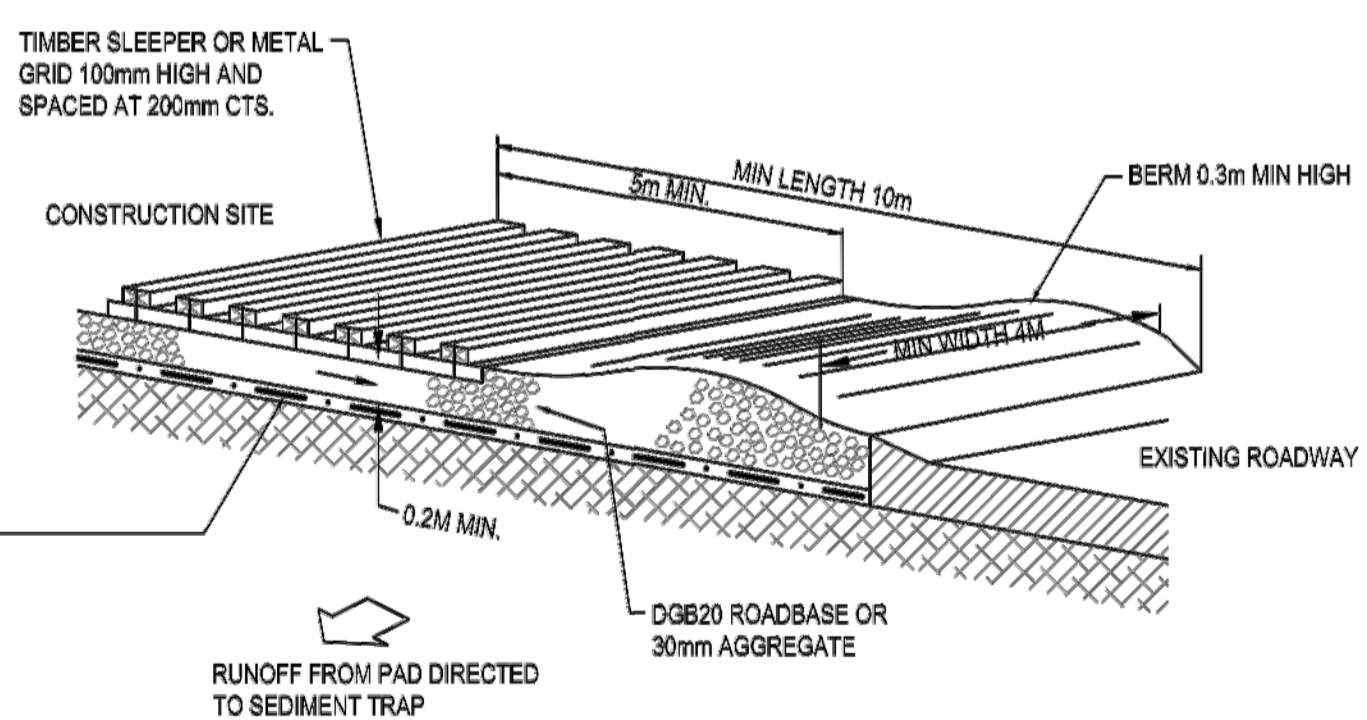 TIMBER SLEEPER OR METAL
GRID 100mm HIGH AND
SPACED AT 200mm CTS.
CONSTRUCTION SITE
MIN LENGTH 10m
5m MIN.
BERM 0.3m MIN HIGH
MIN WIDTH 4M
EXISTING ROADWAY
0.2M MIN.
DGB20 ROADBASE OR
30mm AGGREGATE
RUNOFF FROM PAD DIRECTED
TO SEDIMENT TRAP